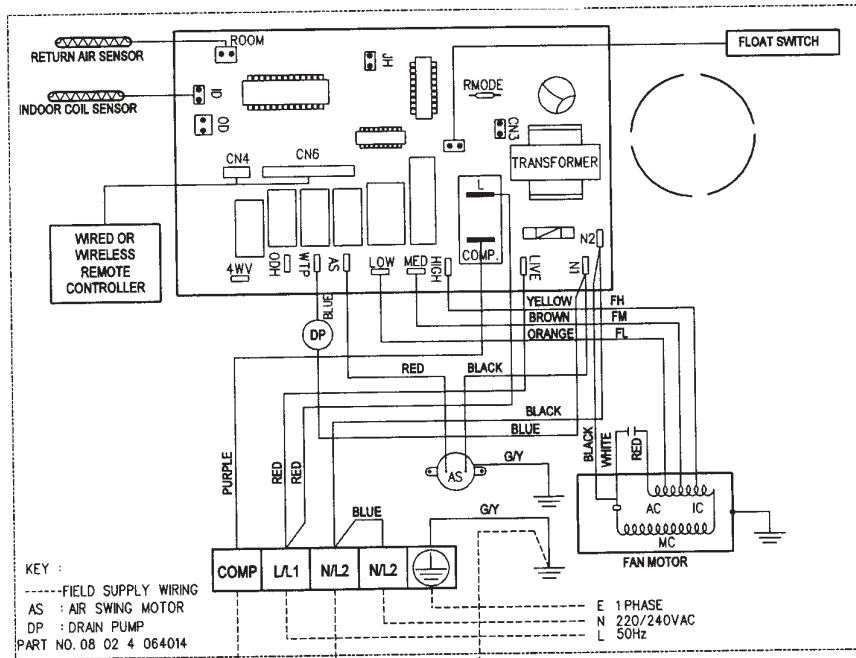 ROOM
RETURN AIR SENSOR
FLOAT SWITCH
JH
RMODE
ID
INDOOR COIL SENSOR
OD
CN3
CN4
CN6
TRANSFORMER
L
WIRED OR
WIRELESS
REMOTE
CONTROLLER
COMP.
N2
4WV
ODH
WTP
AS
LOW
MED
HIGH
LIVE
N1
BLUE
YELLOW FH
BROWN FM
ORANGE FL
DP
RED
BLACK
BLACK
BLUE
PURPLE
RED
RED
BLACK
WHITE
RED
AS
G/Y
G/Y
BLUE
AC
IC
MC
FAN MOTOR
COMP
L/L1
N/L2
N/L2
KEY :
-----FIELD SUPPLY WIRING
AS : AIR SWING MOTOR
DP : DRAIN PUMP
PART NO. 08 02 4 064014
E 1 PHASE
N 220/240VAC
L 50Hz